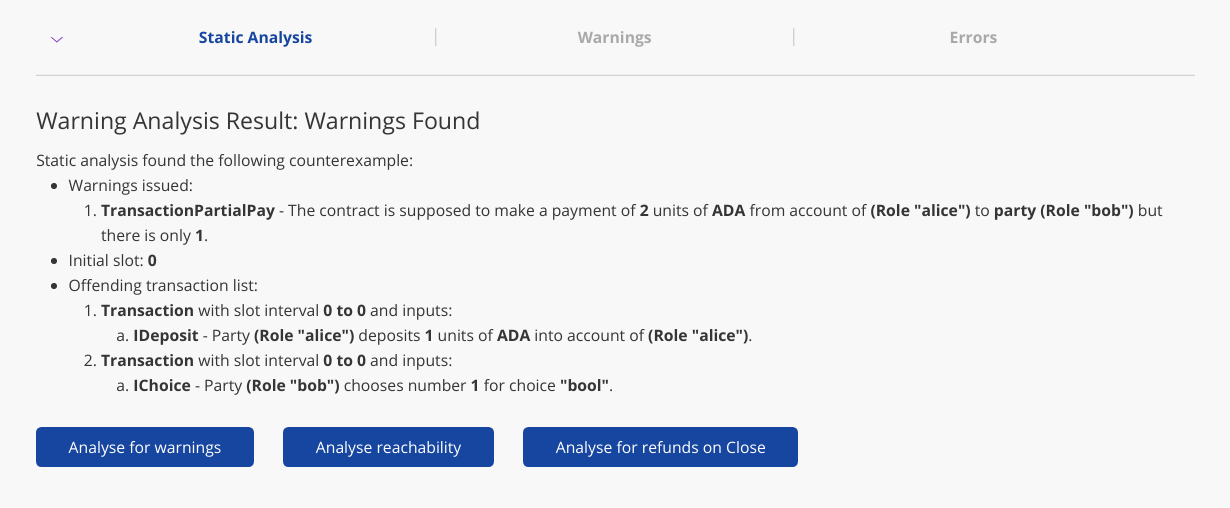 Static Analysis
Warnings
Errors
Warning Analysis Result: Warnings Found
Static analysis found the following counterexample:
• Warnings issued:
1. TransactionPartialPay - The contract is supposed to make a payment of 2 units of ADA from account of (Role "alice") to party (Role "bob") but
there is only 1.
• Initial slot: 0
• Offending transaction list:
1. Transaction with slot interval 0 to 0 and inputs:
a. IDeposit - Party (Role "alice") deposits 1 units of ADA into account of (Role "alice").
2. Transaction with slot interval 0 to 0 and inputs:
a. IChoice - Party (Role "bob") chooses number 1 for choice "bool".
Analyse for warnings
Analyse reachability
Analyse for refunds on Close